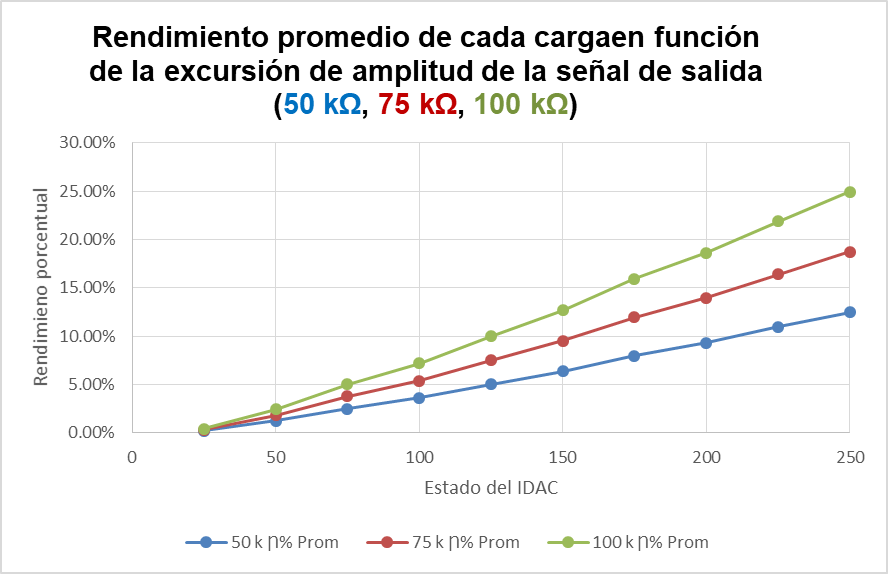 Rendimiento promedio de cada cargaen función
de la excursión de amplitud de la señal de salida
(50 kΩ, 75 kΩ, 100 kΩ)
30.00%
25.00%
20.00%
15.00%
10.00%
5.00%
0.00%
Rendimieno porcentual
0 50 100 150 200 250
Estado del IDAC
50 k Ƞ% Prom 75 k Ƞ% Prom 100 k Ƞ% Prom